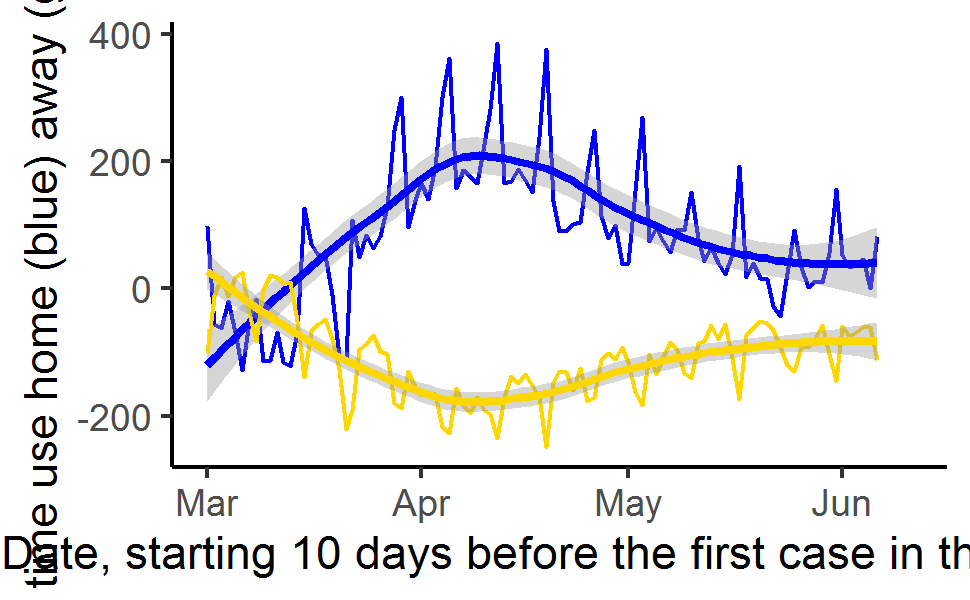 time use home (blue) away (
400
200
0
-200
Mar Apr May Jun
Date, starting 10 days before the first case in th